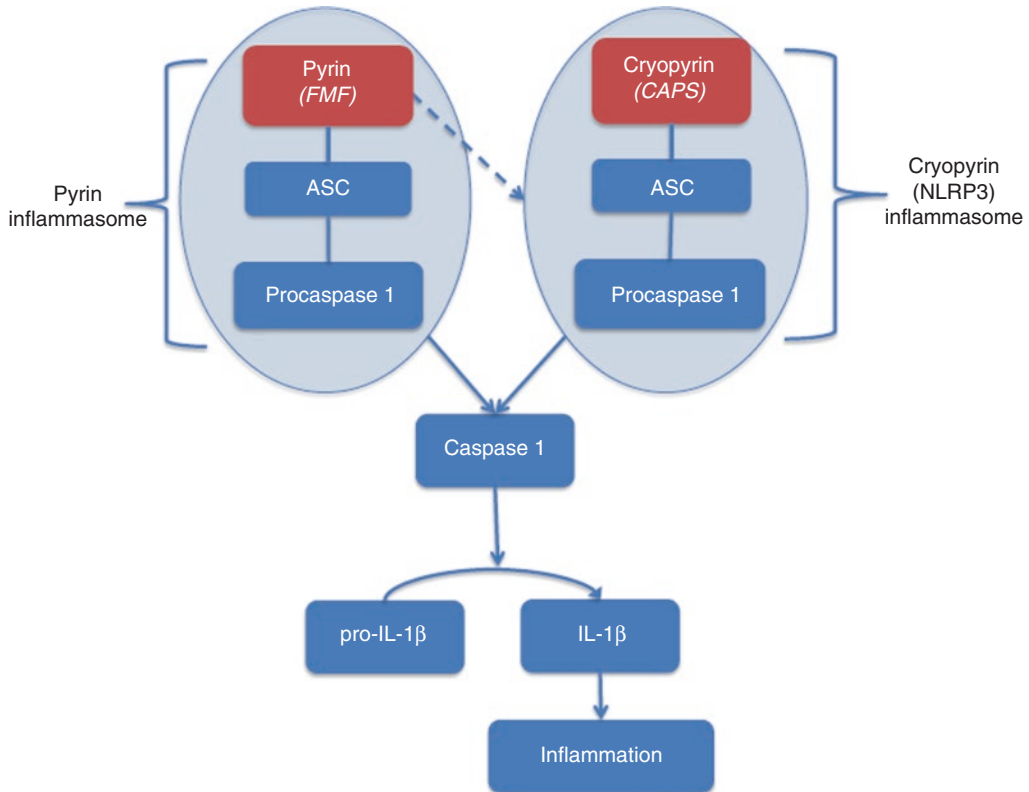 Pyrin
(FMF)
ASC
Procaspase 1
Pyrin
inflammasome
Cryopyrin
(CAPS)
ASC
Procaspase 1
Cryopyrin
(NLRP3)
inflammasome
Caspase 1
pro-IL-1β
IL-1β
Inflammation